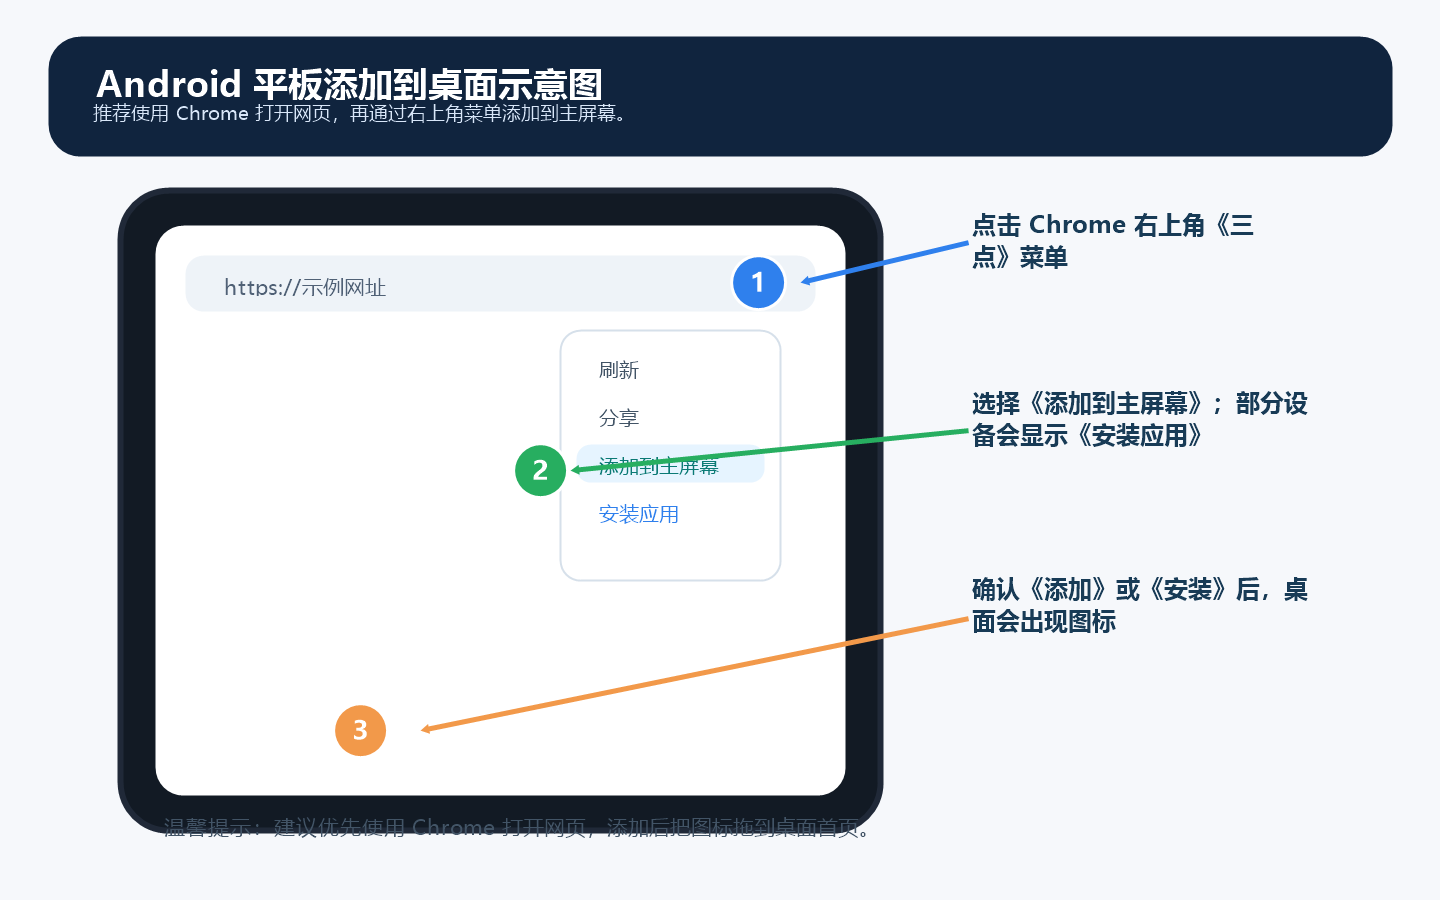 Android 平板添加到桌面示意图
推荐使用 Chrome 打开网页，再通过右上角菜单添加到主屏幕。
点击 Chrome 右上角《三
点》菜单
https://示例网址
1
刷新
分享
添加到主屏幕
安装应用
2
选择《添加到主屏幕》；部分设
备会显示《安装应用》
确认《添加》或《安装》后，桌
面会出现图标
3
温馨提示：建议优先使用 Chrome 打开网页，添加后把图标拖到桌面首页。